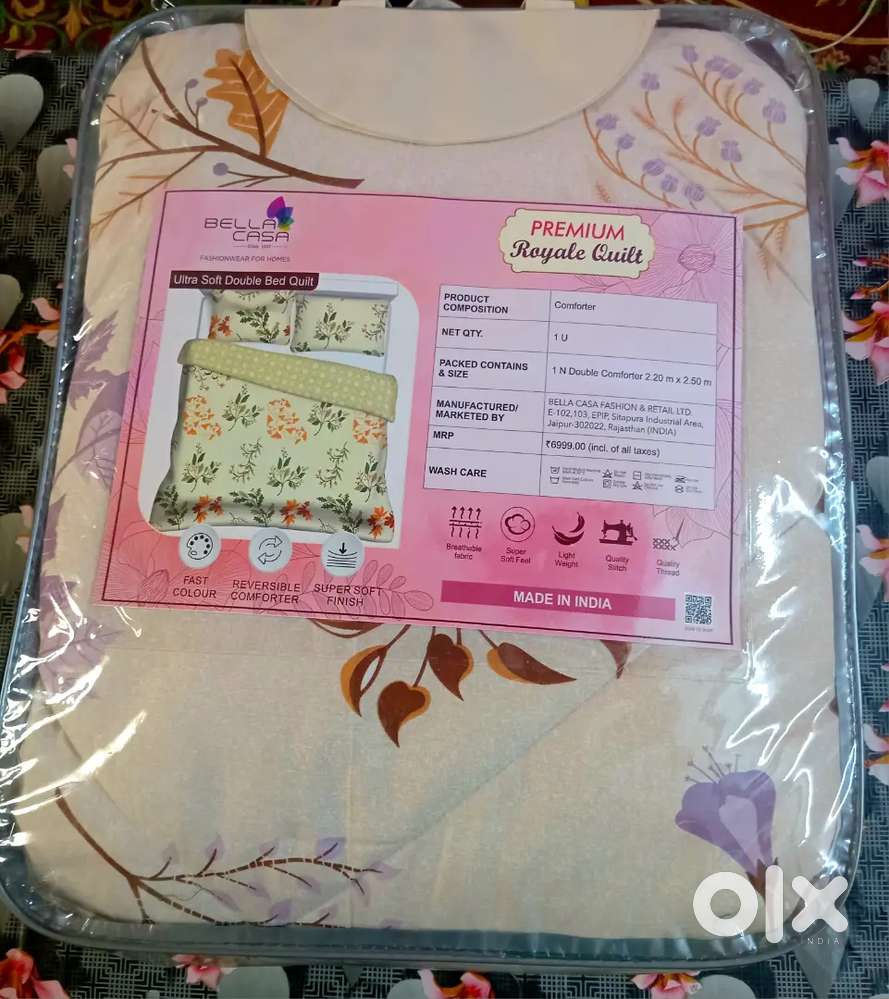 BELLA
CASA
FASHIONWEAR FOR HOMES
PREMIUM
Royale Quilt
Ultra Soft Double Bed Quilt
PRODUCT
COMPOSITION
Comforter
NET QTY.
1 U
PACKED CONTAINS
& SIZE
1 N Double Comforter 2.20 m x 2.50 m
MANUFACTURED/
MARKETED BY
BELLA CASA FASHION & RETAIL LTD.
E-102,103, EPIP, Sitapura Industrial Area,
Jaipur-302022, Rajasthan (INDIA)
MRP
₹6999.00 (incl. of all taxes)
WASH CARE
Breathable
fabric
Super
Soft Feel
Light
Weight
Quality
Stitch
Quality
Thread
FAST
COLOUR
REVERSIBLE
COMFORTER
SUPER SOFT
FINISH
MADE IN INDIA
olx
INDIA